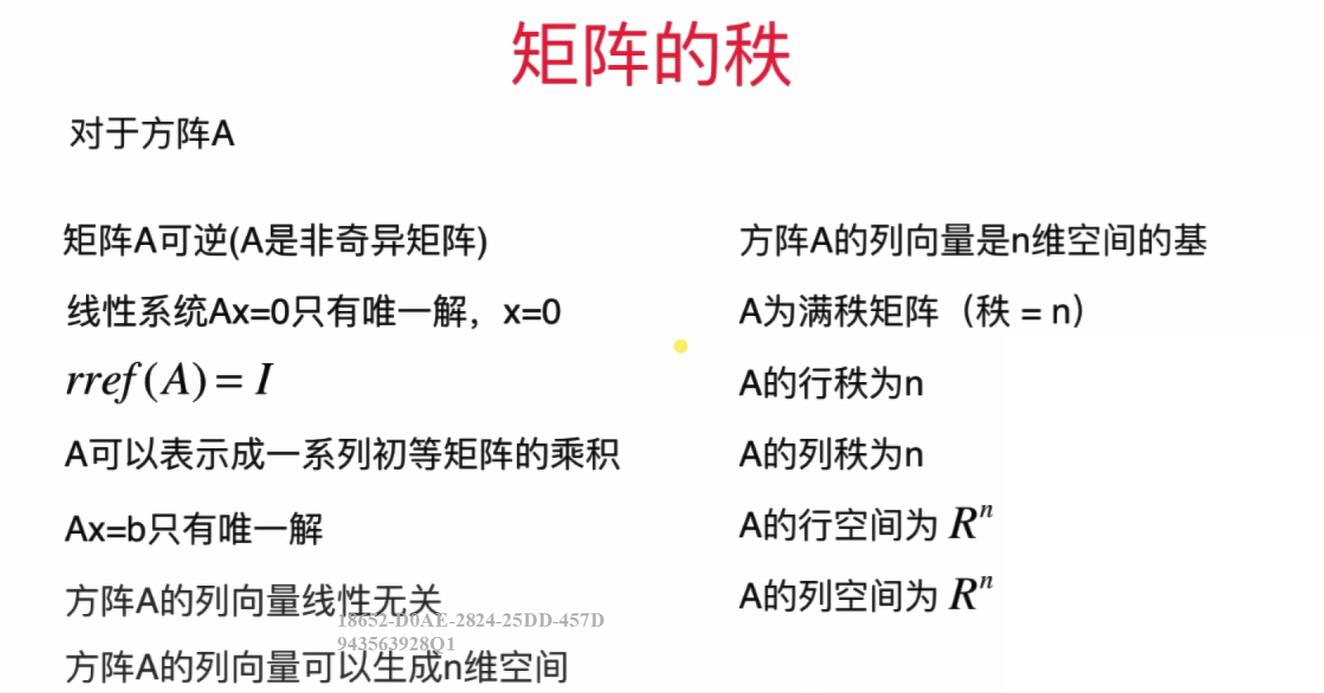 矩阵的秩
对于方阵A
矩阵A可逆(A是非奇异矩阵)
线性系统Ax=0只有唯一解，x=0
rref(A) = I
A可以表示成一系列初等矩阵的乘积
Ax=b只有唯一解
方阵A的列向量线性无关
18652-D0AE-2824-25DD-457D
943563928Q1
方阵A的列向量可以生成n维空间
方阵A的列向量是n维空间的基
A为满秩矩阵（秩 = n）
A的行秩为n
A的列秩为n
A的行空间为 Rⁿ
A的列空间为 Rⁿ